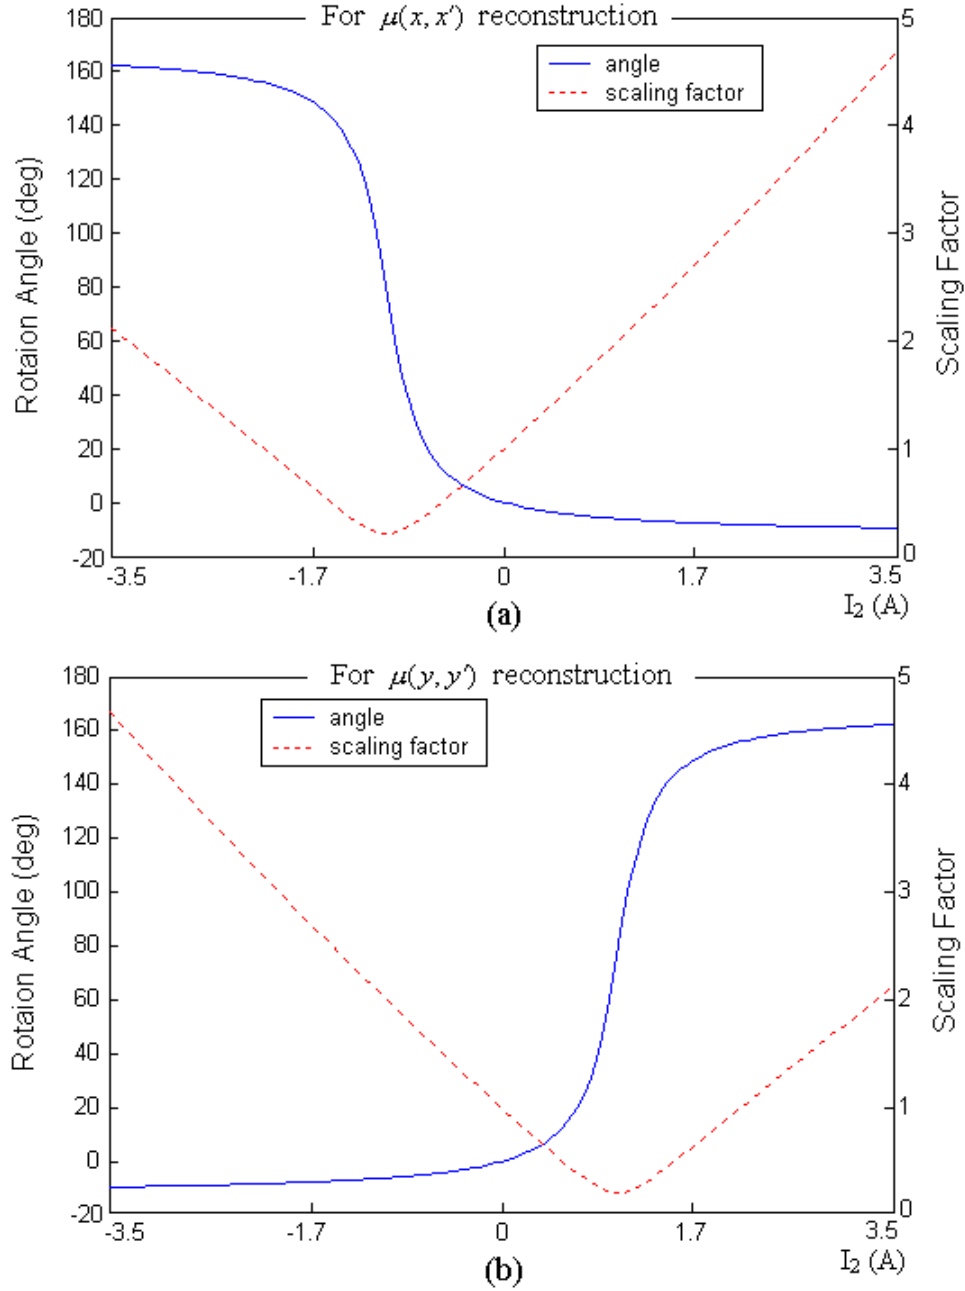 For μ(x, x′) reconstruction
180
160
140
120
100
80
60
40
20
0
-20
Rotaion Angle (deg)
angle
scaling factor
5
4
3
2
1
0
Scaling Factor
-3.5 -1.7 0 1.7 3.5
I₂ (A)
(a)
For μ(y, y′) reconstruction
180
160
140
120
100
80
60
40
20
0
-20
Rotaion Angle (deg)
angle
scaling factor
5
4
3
2
1
0
Scaling Factor
-3.5 -1.7 0 1.7 3.5
I₂ (A)
(b)